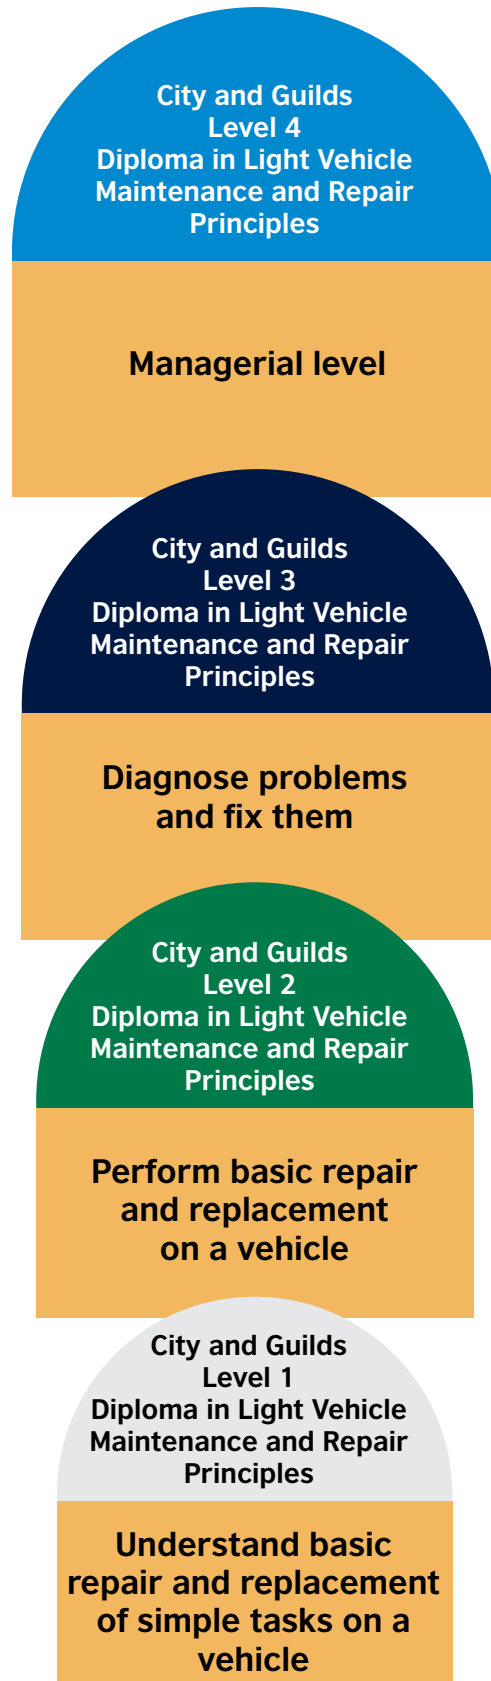 City and Guilds
Level 4
Diploma in Light Vehicle
Maintenance and Repair
Principles
Managerial level
City and Guilds
Level 3
Diploma in Light Vehicle
Maintenance and Repair
Principles
Diagnose problems
and fix them
City and Guilds
Level 2
Diploma in Light Vehicle
Maintenance and Repair
Principles
Perform basic repair
and replacement
on a vehicle
City and Guilds
Level 1
Diploma in Light Vehicle
Maintenance and Repair
Principles
Understand basic
repair and replacement
of simple tasks on a
vehicle